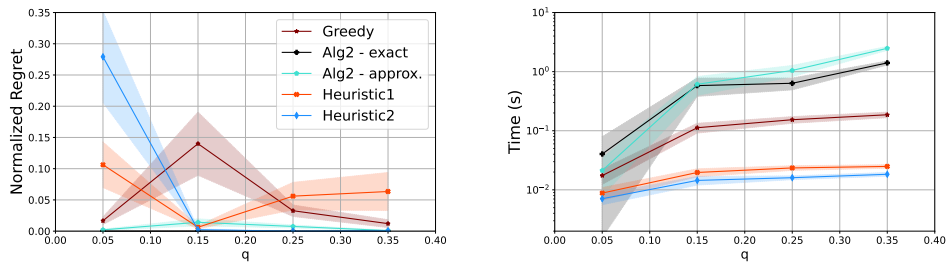 0.35
0.30
0.25
0.20
0.15
0.10
0.05
0.00
Normalized Regret
Greedy
Alg2 - exact
Alg2 - approx.
Heuristic1
Heuristic2
0.00 0.05 0.10 0.15 0.20 0.25 0.30 0.35 0.40
q
10¹
10⁰
10⁻¹
10⁻²
Time (s)
0.00 0.05 0.10 0.15 0.20 0.25 0.30 0.35 0.40
q